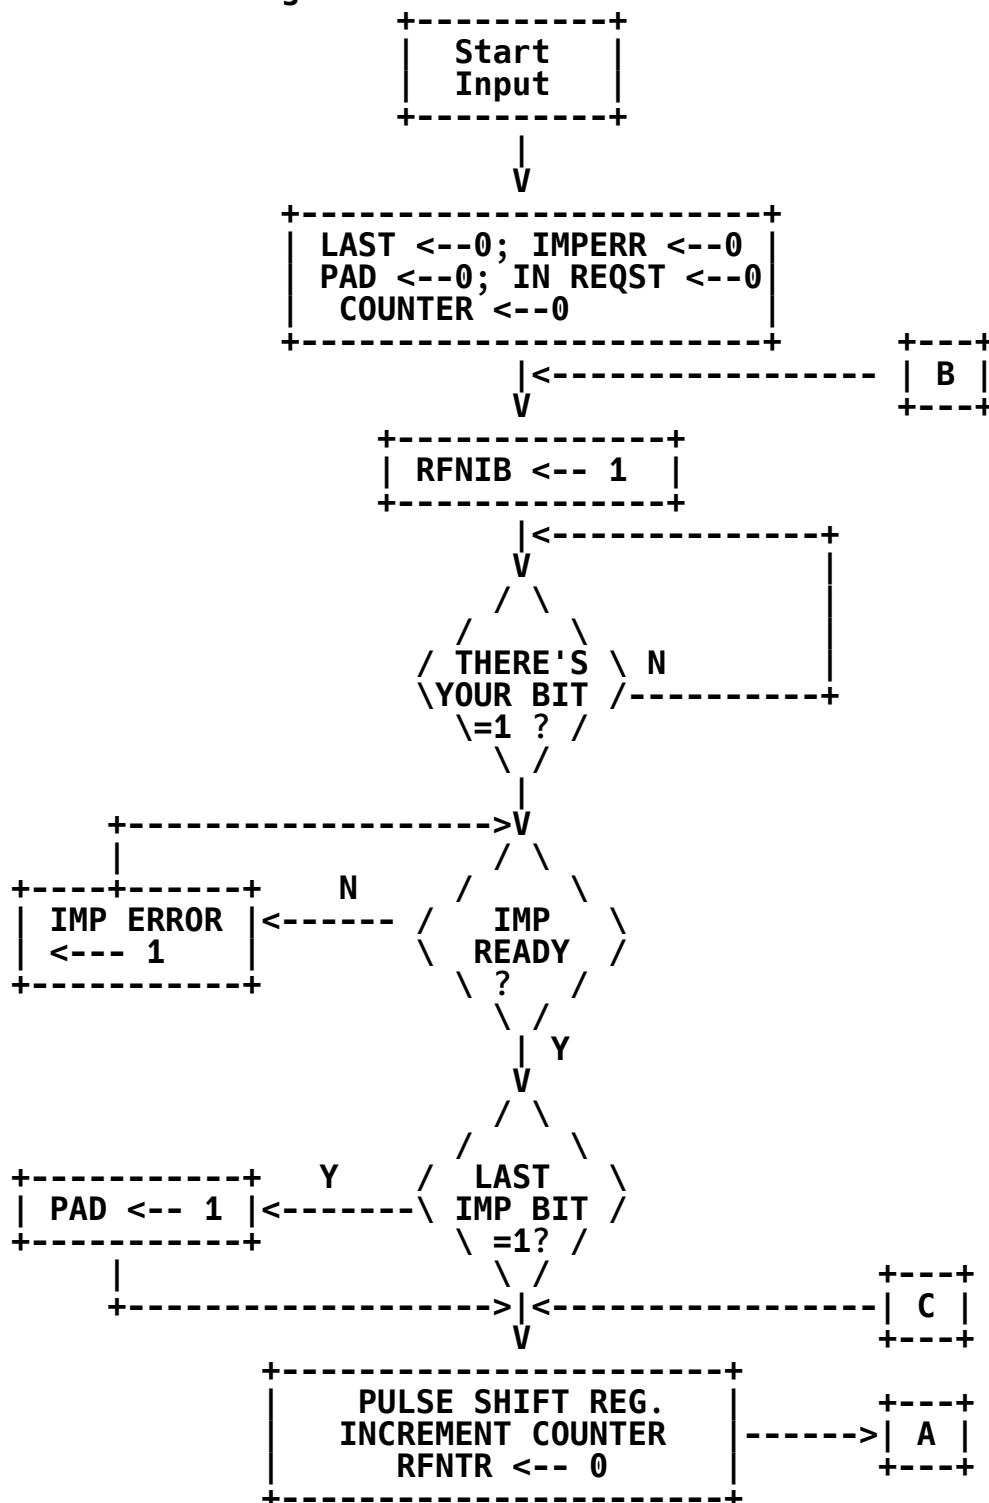 Start
Input
LAST <--0; IMPERR <--0
PAD <--0; IN REQST <--0
COUNTER <--0
B
RFNIB <-- 1
THERE'S N
YOUR BIT
=1 ?
N
IMP ERROR IMP
<--- 1 READY
?
Y
Y LAST
PAD <-- 1 IMP BIT
=1?
C
PULSE SHIFT REG.
INCREMENT COUNTER A
RFNTR <-- 0